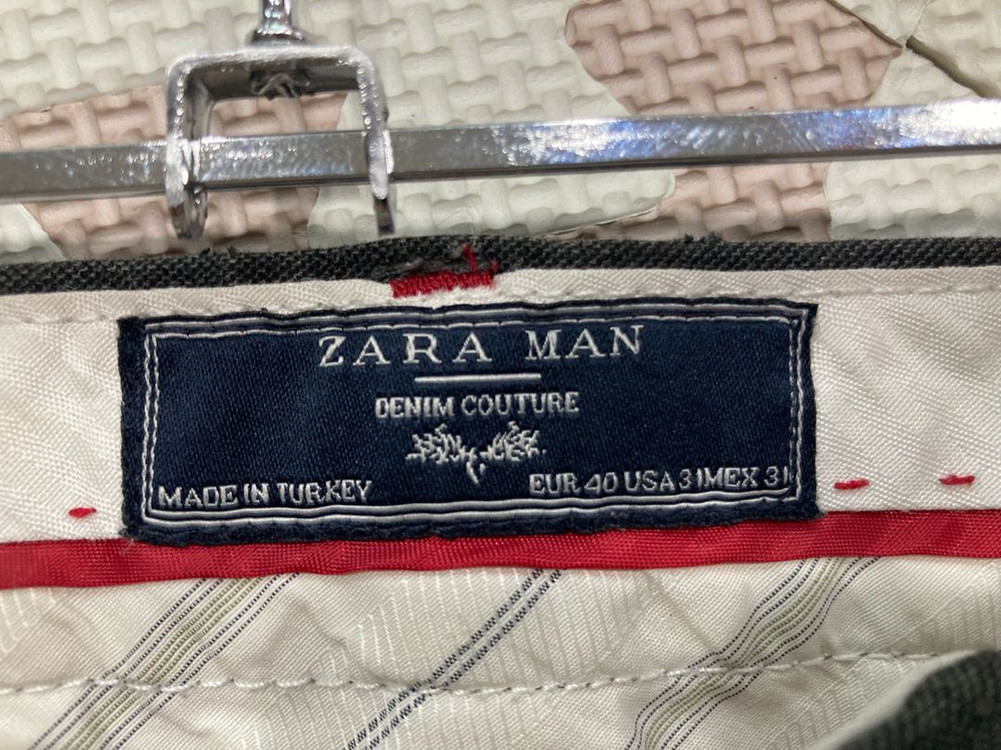 ZARA MAN
DENIM COUTURE
MADE IN TURKEY EUR 40 USA 31 MEX 31